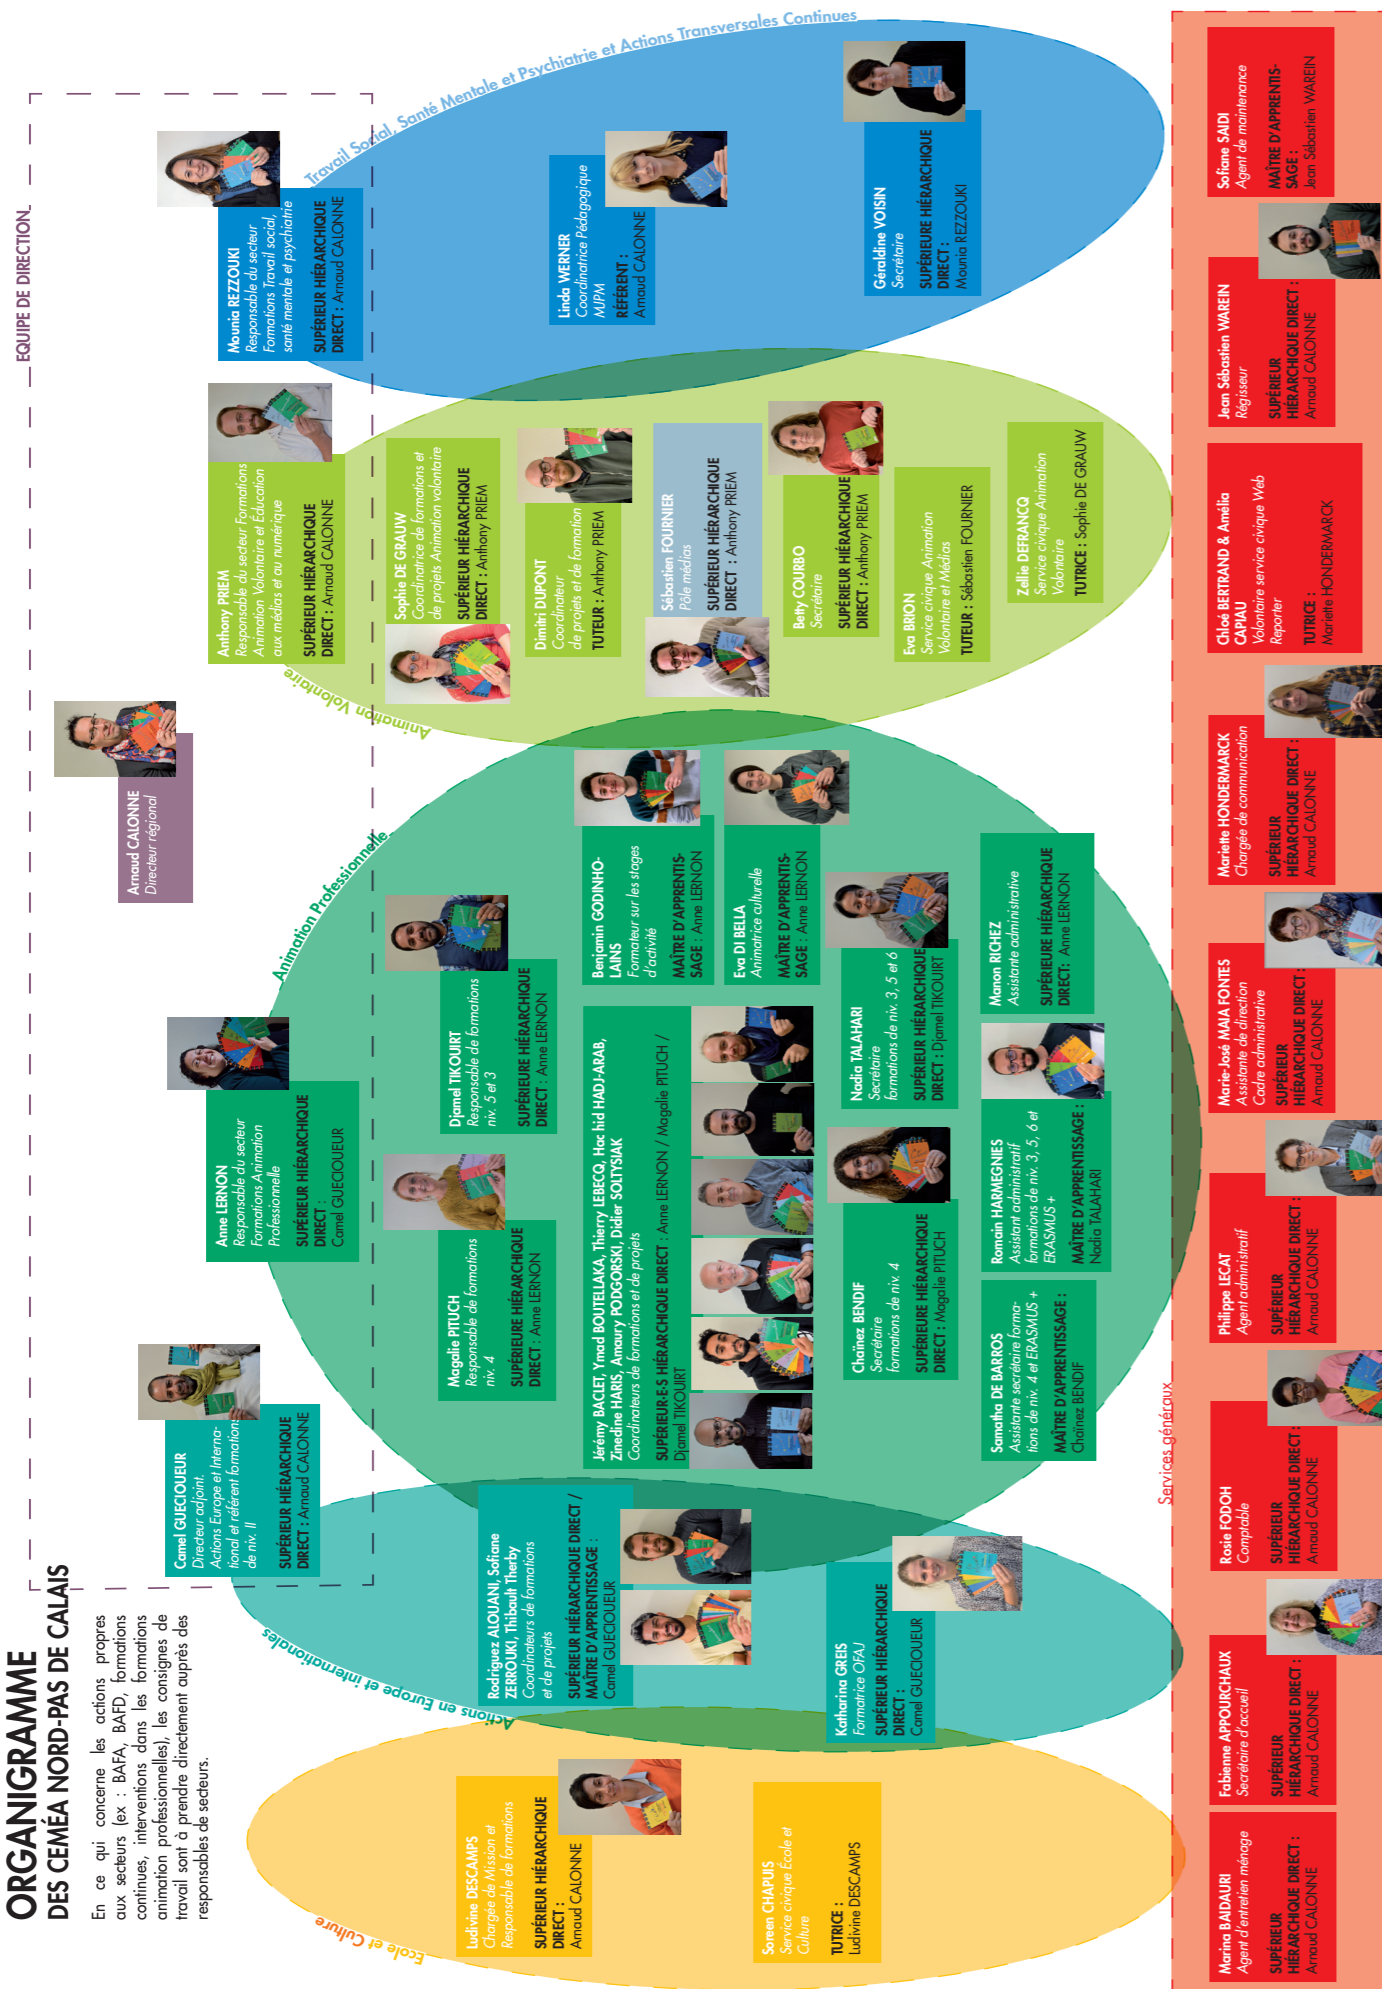 ORGANIGRAMME
DES CEMÉA NORD-PAS DE CALAIS
En ce qui concerne les actions propres
aux secteurs (ex : BAFA, BAFD, formations
continues, interventions dans les formations
animation professionnelles), les consignes de
travail sont à prendre directement auprès des
responsables de secteurs.
EQUIPE DE DIRECTION
Arnaud CALONNE
Directeur régional
Camel GUECIOUEUR
Directeur adjoint.
Actions Europe et Interna-
tional et référent formations
de niv. II
SUPÉRIEUR HIÉRARCHIQUE
DIRECT : Arnaud CALONNE
Anne LERNON
Responsable du secteur
Formations Animation
Professionnelle
SUPÉRIEUR HIÉRARCHIQUE
DIRECT :
Camel GUECIOUEUR
Anthony PRIEM
Responsable du secteur Formations
Animation Volontaire et Éducation
aux médias et au numérique
SUPÉRIEUR HIÉRARCHIQUE
DIRECT : Arnaud CALONNE
Mounia REZZOUKI
Responsable du secteur
Formations Travail social,
santé mentale et psychiatrie
SUPÉRIEUR HIÉRARCHIQUE
DIRECT : Arnaud CALONNE
Ecole et Culture
Ludivine DESCAMPS
Chargée de Mission et
Responsable de formations
SUPÉRIEUR HIÉRARCHIQUE
DIRECT :
Arnaud CALONNE
Soreen CHAPUIS
Service civique École et
Culture
TUTRICE :
Ludivine DESCAMPS
Actions en Europe et internationales
Rodriguez ALOUANI, Sofiane
ZERROUKI, Thibault Therby
Coordinateurs de formations
et de projets
SUPÉRIEUR HIÉRARCHIQUE DIRECT /
MAÎTRE D'APPRENTISSAGE :
Camel GUECIOUEUR
Katharina GREIS
Formatrice OFAJ
SUPÉRIEUR HIÉRARCHIQUE
DIRECT :
Camel GUECIOUEUR
Animation Professionnelle
Magalie PITUCH
Responsable de formations
niv. 4
SUPÉRIEURE HIÉRARCHIQUE
DIRECT : Anne LERNON
Djamel TIKOUIRT
Responsable de formations
niv. 5 et 3
SUPÉRIEURE HIÉRARCHIQUE
DIRECT : Anne LERNON
Jérémy BACLET, Ymad BOUTELLAKA, Thierry LEBECQ, Hac hid HADJ-ARAB,
Zinedine HARIS, Amaury PODGORSKI, Didier SOLTYSIAK
Coordinateurs de formations et de projets
SUPÉRIEUR·E·S HIÉRARCHIQUE DIRECT : Anne LERNON / Magalie PITUCH /
Djamel TIKOUIRT
Benjamin GODINHO-
LAINS
Formateur sur les stages
d'activité
MAÎTRE D'APPRENTIS-
SAGE : Anne LERNON
Eva DI BELLA
Animatrice culturelle
MAÎTRE D'APPRENTIS-
SAGE : Anne LERNON
Chaïnez BENDIF
Secrétaire
formations de niv. 4
SUPÉRIEURE HIÉRARCHIQUE
DIRECT : Magalie PITUCH
Nadia TALAHARI
Secrétaire
formations de niv. 3, 5 et 6
SUPÉRIEUR HIÉRARCHIQUE
DIRECT : Djamel TIKOUIRT
Samatha DE BARROS
Assistante secrétaire forma-
tions de niv. 4 et ERASMUS +
MAÎTRE D'APPRENTISSAGE :
Chaïnez BENDIF
Romain HARMEGNIES
Assistant administratif
formations de niv. 3, 5, 6 et
ERASMUS +
MAÎTRE D'APPRENTISSAGE :
Nadia TALAHARI
Manon RICHEZ
Assistante administrative
SUPÉRIEURE HIÉRARCHIQUE
DIRECT: Anne LERNON
Animation Volontaire
Sophie DE GRAUW
Coordinatrice de formations et
de projets Animation volontaire
SUPÉRIEUR HIÉRARCHIQUE
DIRECT : Anthony PRIEM
Dimitri DUPONT
Coordinateur
de projets et de formation
TUTEUR : Anthony PRIEM
Sébastien FOURNIER
Pôle médias
SUPÉRIEUR HIÉRARCHIQUE
DIRECT : Anthony PRIEM
Betty COURBO
Secrétaire
SUPÉRIEUR HIÉRARCHIQUE
DIRECT : Anthony PRIEM
Eva BRION
Service civique Animation
Volontaire et Médias
TUTEUR : Sébastien FOURNIER
Zellie DEFRANCQ
Service civique Animation
Volontaire
TUTRICE : Sophie DE GRAUW
Travail Social, Santé Mentale et Psychiatrie et Actions Transversales Continues
Linda WERNER
Coordinatrice Pédagogique
MJPM
RÉFÉRENT :
Arnaud CALONNE
Géraldine VOISIN
Secrétaire
SUPÉRIEURE HIÉRARCHIQUE
DIRECT :
Mounia REZZOUKI
Services généraux
Marina BAIDAURI
Agent d'entretien ménage
SUPÉRIEUR
HIÉRARCHIQUE DIRECT :
Arnaud CALONNE
Fabienne APPOURCHAUX
Secrétaire d'accueil
SUPÉRIEUR
HIÉRARCHIQUE DIRECT :
Arnaud CALONNE
Rosie FODOH
Comptable
SUPÉRIEUR
HIÉRARCHIQUE DIRECT :
Arnaud CALONNE
Philippe LECAT
Agent administratif
SUPÉRIEUR
HIÉRARCHIQUE DIRECT :
Arnaud CALONNE
Marie-José MAIA FONTES
Assistante de direction
Cadre administrative
SUPÉRIEUR
HIÉRARCHIQUE DIRECT :
Arnaud CALONNE
Mariette HONDERMARCK
Chargée de communication
SUPÉRIEUR
HIÉRARCHIQUE DIRECT :
Arnaud CALONNE
Chloé BERTRAND & Amélia
CAPIAU
Volontaire service civique Web
Reporter
TUTRICE :
Mariette HONDERMARCK
Jean Sébastien WAREIN
Régisseur
SUPÉRIEUR
HIÉRARCHIQUE DIRECT :
Arnaud CALONNE
Sofiane SAIDI
Agent de maintenance
MAÎTRE D'APPRENTIS-
SAGE :
Jean Sébastien WAREIN